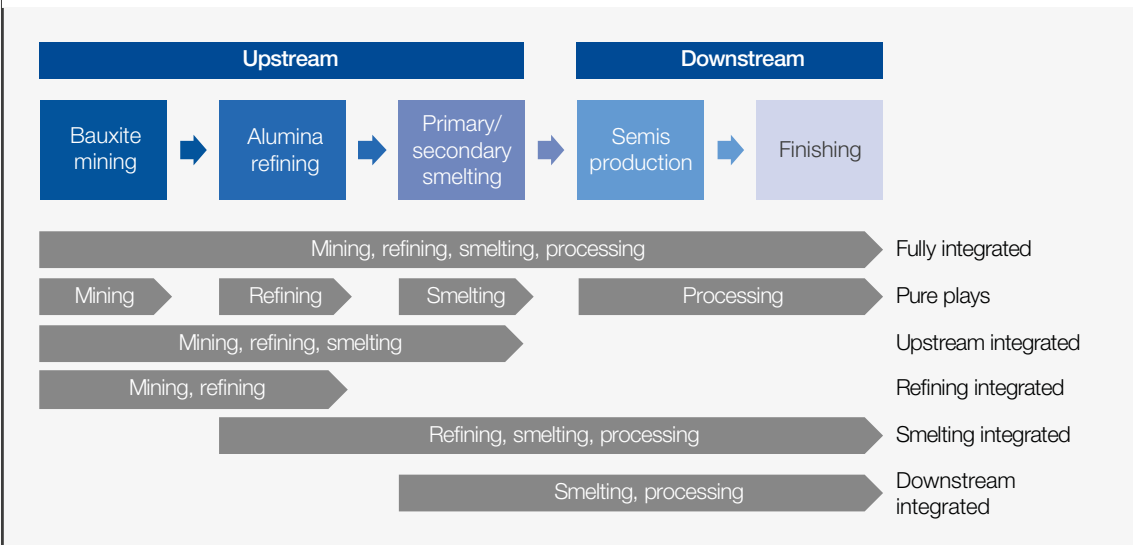 Upstream
Downstream
Bauxite
mining
Alumina
refining
Primary/
secondary
smelting
Semis
production
Finishing
Mining, refining, smelting, processing
Fully integrated
Mining
Refining
Smelting
Processing
Pure plays
Mining, refining, smelting
Upstream integrated
Mining, refining
Refining integrated
Refining, smelting, processing
Smelting integrated
Smelting, processing
Downstream
integrated